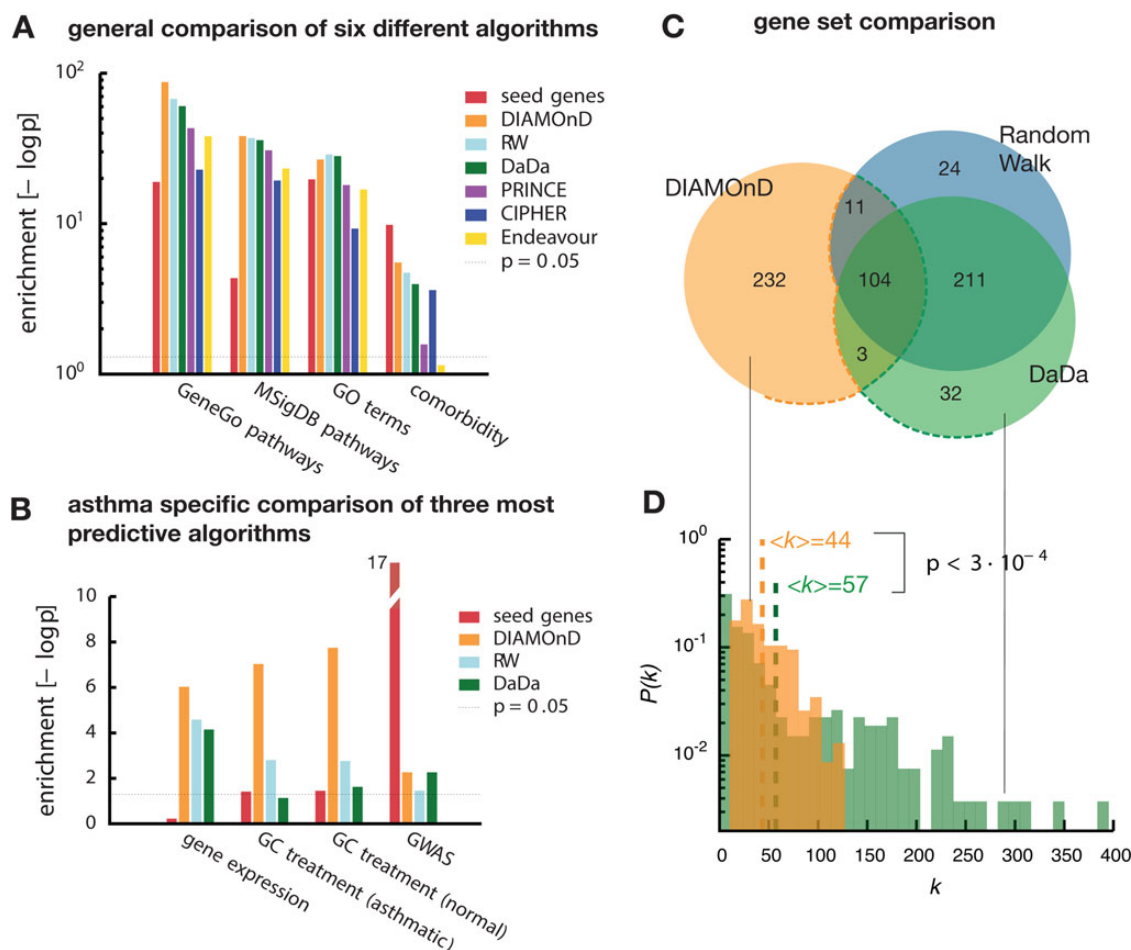 A general comparison of six different algorithms
10²
10¹
10⁰
enrichment [− logp]
seed genes
DIAMOnD
RW
DaDa
PRINCE
CIPHER
Endeavour
p = 0.05
GeneGo pathways
MSigDB pathways
GO terms
comorbidity
B asthma specific comparison of three most
predictive algorithms
17
10
8
6
4
2
0
enrichment [− logp]
seed genes
DIAMOnD
RW
DaDa
p = 0.05
gene expression
GC treatment (asthmatic)
GC treatment (normal)
GWAS
C gene set comparison
DIAMOnD
Random
Walk
DaDa
24
11
232
104
211
3
32
D
10⁰
10⁻¹
10⁻²
P(k)
<k>=44
<k>=57
p < 3·10⁻⁴
0 50 100 150 200 250 300 350 400
k